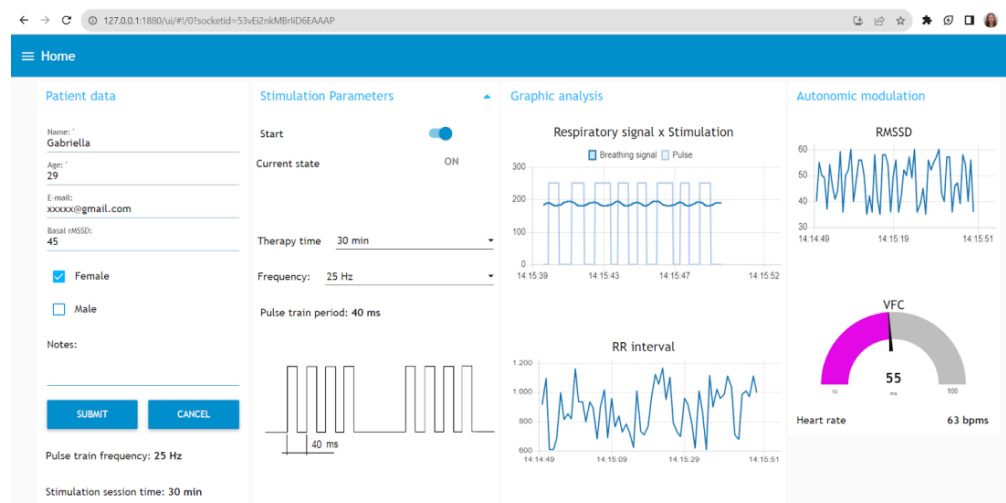 127.0.0.1:1880/ui/#!/0?socketid=53vEi2nkMBrIiD6EAAAP
Home
Patient data
Name: *
Gabriella
Age: *
29
E-mail:
xxxxx@gmail.com
Basal rMSSD:
45
Female
Male
Notes:
SUBMIT
CANCEL
Pulse train frequency: 25 Hz
Stimulation session time: 30 min
Stimulation Parameters
Start
Current state ON
Therapy time 30 min
Frequency: 25 Hz
Pulse train period: 40 ms
40 ms
Graphic analysis
Respiratory signal x Stimulation
Breathing signal Pulse
300
200
100
0
14:15:39 14:15:43 14:15:47 14:15:52
RR interval
1.200
1.000
800
600
14:14:49 14:15:09 14:15:29 14:15:51
Autonomic modulation
RMSSD
60
50
40
30
14:14:49 14:15:19 14:15:51
VFC
55
10 ms 100
Heart rate 63 bpms